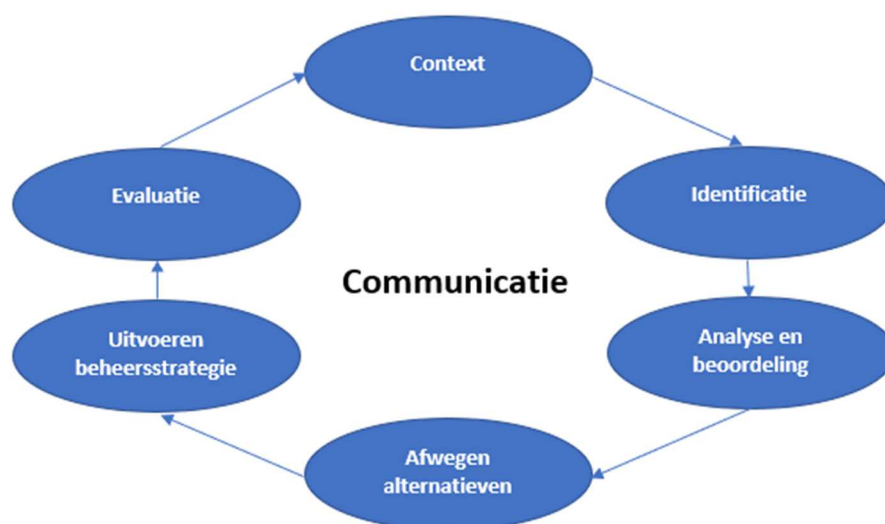 Context
Identificatie
Analyse en
beoordeling
Afwegen
alternatieven
Uitvoeren
beheersstrategie
Evaluatie
Communicatie